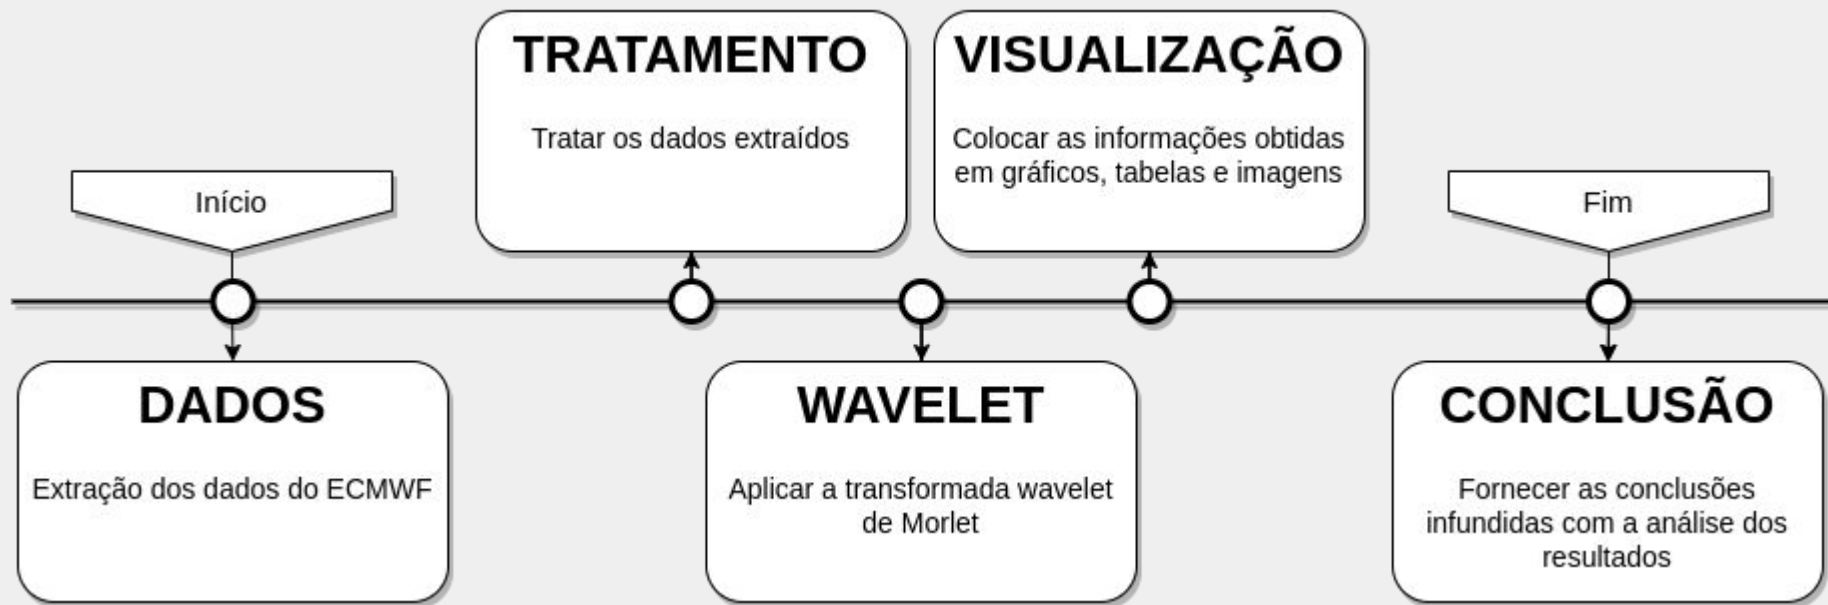 TRATAMENTO
Tratar os dados extraídos
VISUALIZAÇÃO
Colocar as informações obtidas
em gráficos, tabelas e imagens
Início
Fim
DADOS
Extração dos dados do ECMWF
WAVELET
Aplicar a transformada wavelet
de Morlet
CONCLUSÃO
Fornecer as conclusões
infundidas com a análise dos
resultados